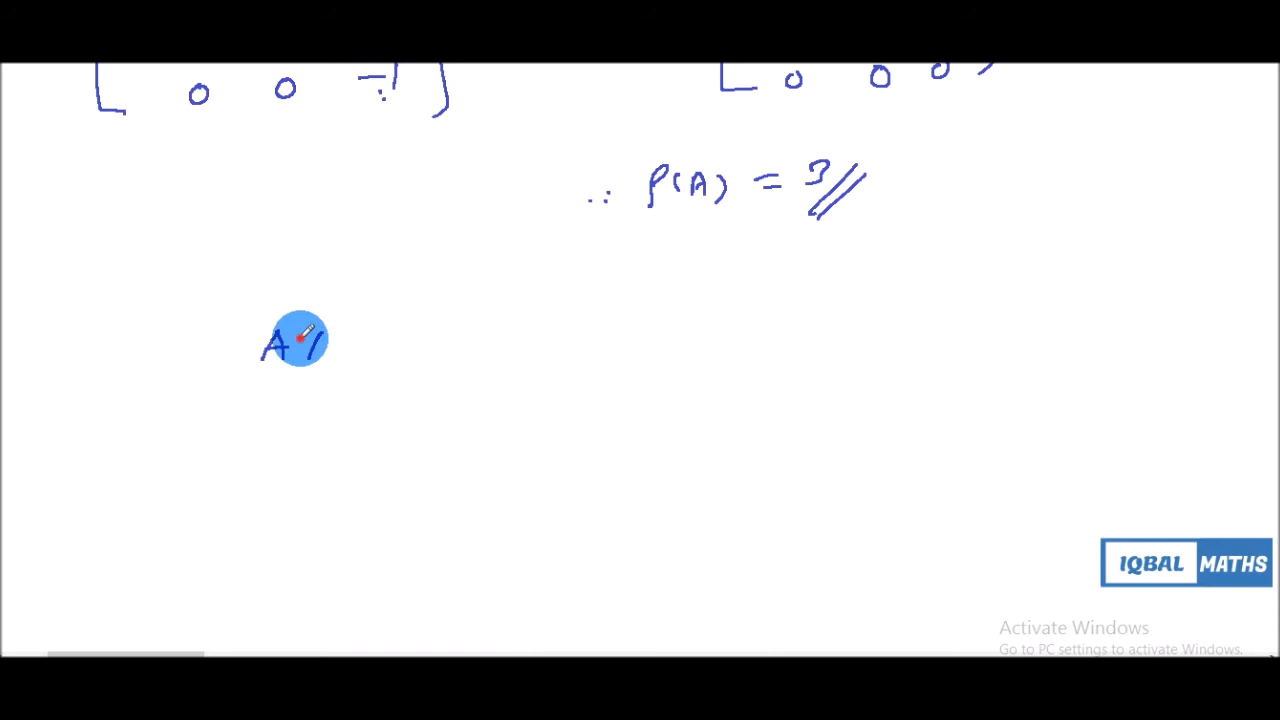 [ 0 0 -1 ] [ 0 0 0
∴ ρ(A) = 3//
A
IQBAL MATHS
Activate Windows
Go to PC settings to activate Windows.